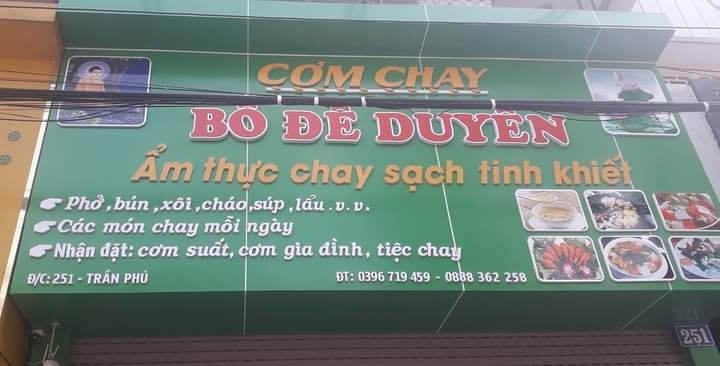 CƠM CHAY
BỒ ĐỀ DUYÊN
Ẩm thực chay sạch tinh khiết
Phở, bún, xôi, cháo, súp, lẩu .v.v.
Các món chay mỗi ngày
Nhận đặt: cơm suất, cơm gia đình, tiệc chay
Đ/C: 251 - TRẦN PHÚ
ĐT: 0396 719 459 - 0888 362 258
251